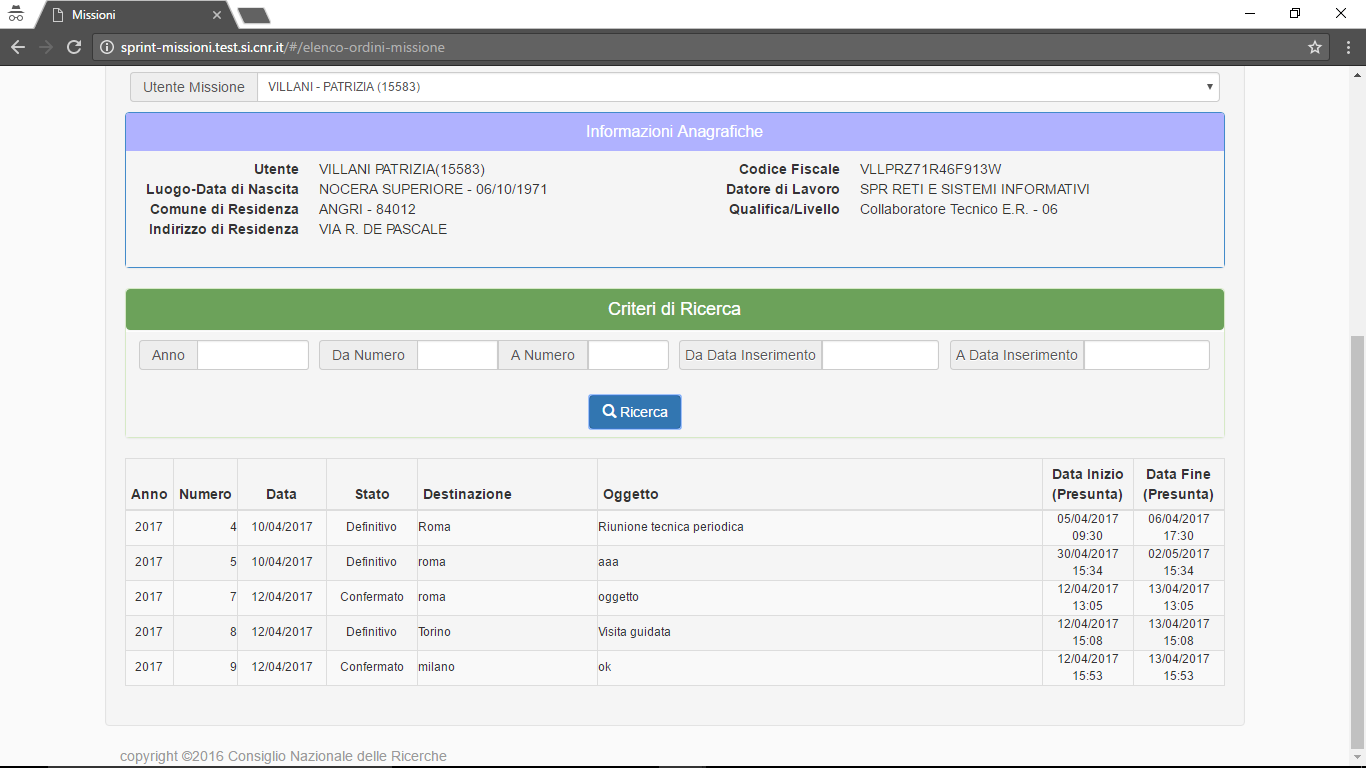 Missioni
sprint-missioni.test.si.cnr.it/#/elenco-ordini-missione
Utente Missione VILLANI - PATRIZIA (15583)
Informazioni Anagrafiche
Utente VILLANI PATRIZIA(15583) Codice Fiscale VLLPRZ71R46F913W
Luogo-Data di Nascita NOCERA SUPERIORE - 06/10/1971 Datore di Lavoro SPR RETI E SISTEMI INFORMATIVI
Comune di Residenza ANGRI - 84012 Qualifica/Livello Collaboratore Tecnico E.R. - 06
Indirizzo di Residenza VIA R. DE PASCALE
Criteri di Ricerca
Anno Da Numero A Numero Da Data Inserimento A Data Inserimento
Ricerca
Anno Numero Data Stato Destinazione Oggetto Data Inizio (Presunta) Data Fine (Presunta)
2017 4 10/04/2017 Definitivo Roma Riunione tecnica periodica 05/04/2017 09:30 06/04/2017 17:30
2017 5 10/04/2017 Definitivo roma aaa 30/04/2017 15:34 02/05/2017 15:34
2017 7 12/04/2017 Confermato roma oggetto 12/04/2017 13:05 13/04/2017 13:05
2017 8 12/04/2017 Definitivo Torino Visita guidata 12/04/2017 15:08 13/04/2017 15:08
2017 9 12/04/2017 Confermato milano ok 12/04/2017 15:53 13/04/2017 15:53
copyright ©2016 Consiglio Nazionale delle Ricerche